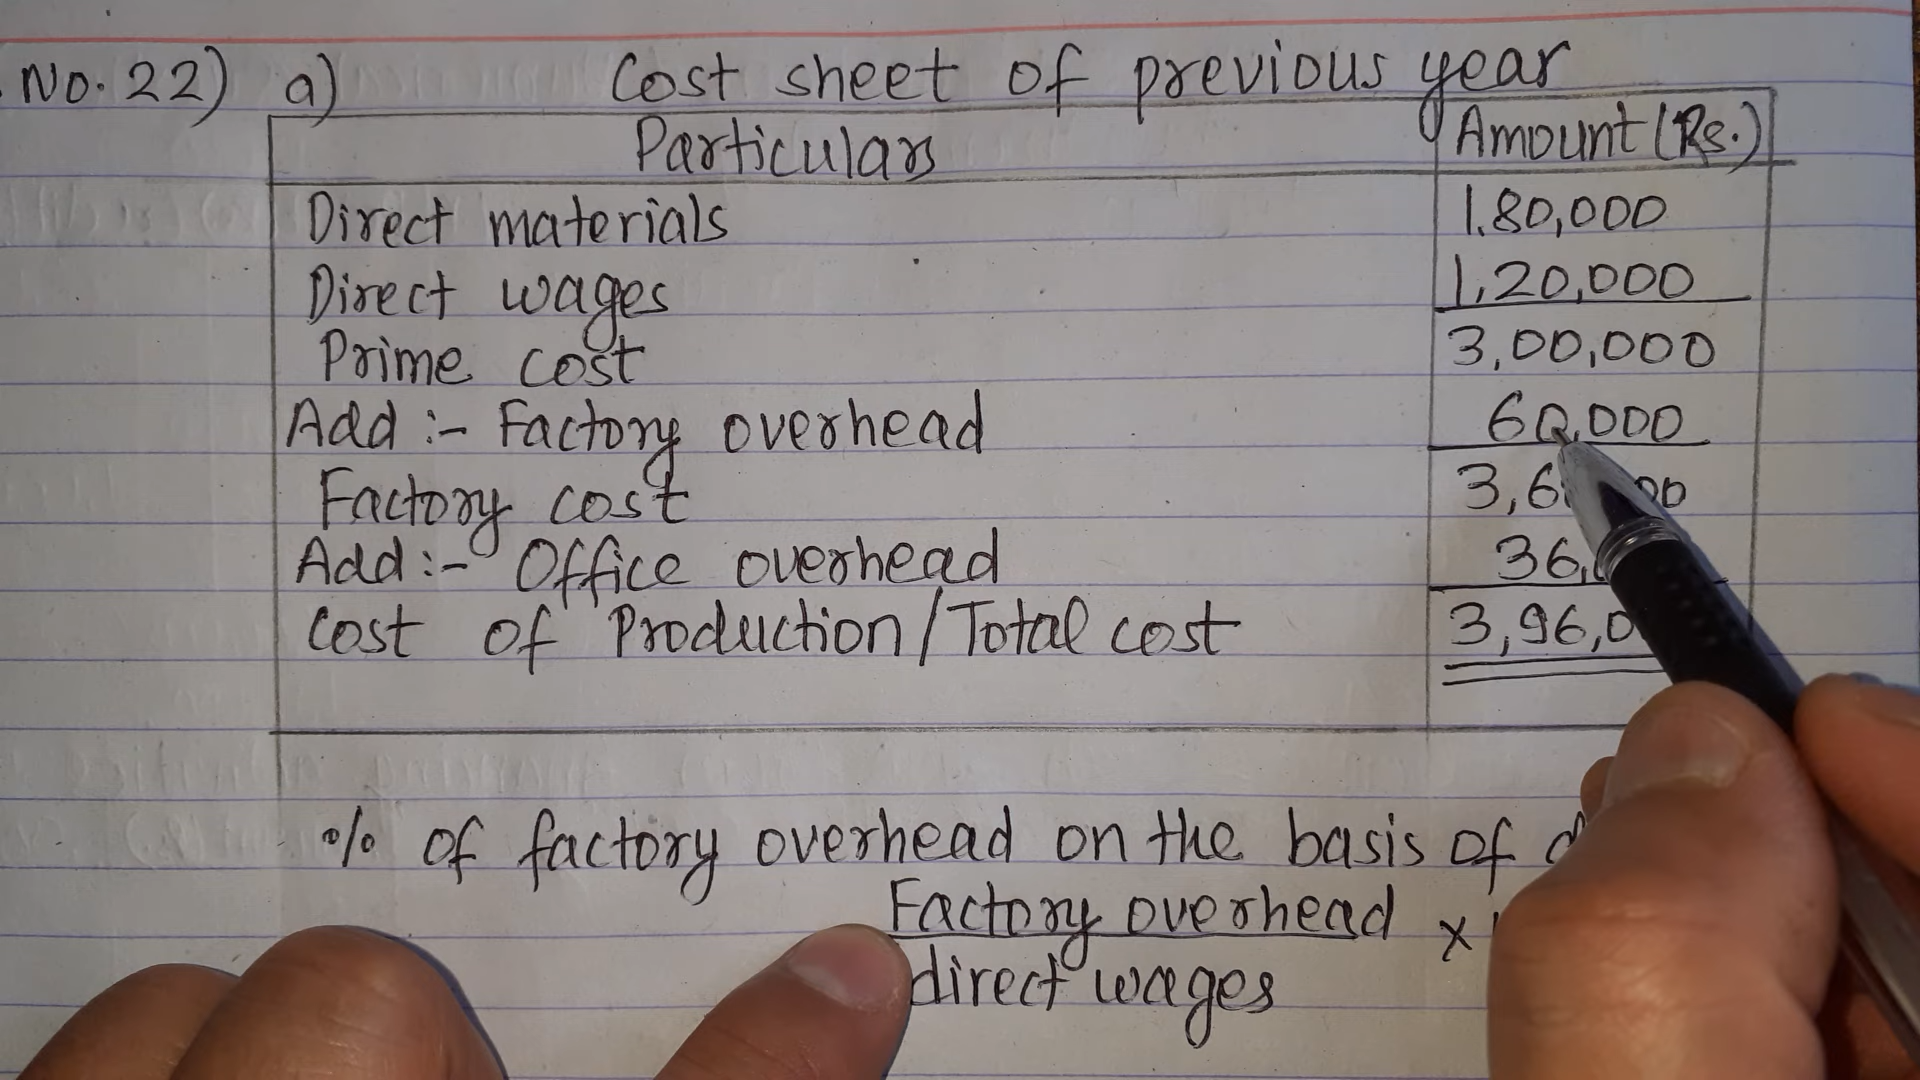 No. 22) a) Cost sheet of previous year
Particulars Amount (Rs.)
Direct materials 1,80,000
Direct wages 1,20,000
Prime cost 3,00,000
Add :- Factory overhead 60,000
Factory cost
Add :- Office overhead
Cost of Production/Total cost
% of factory overhead on the basis of
Factory overhead ×
direct wages